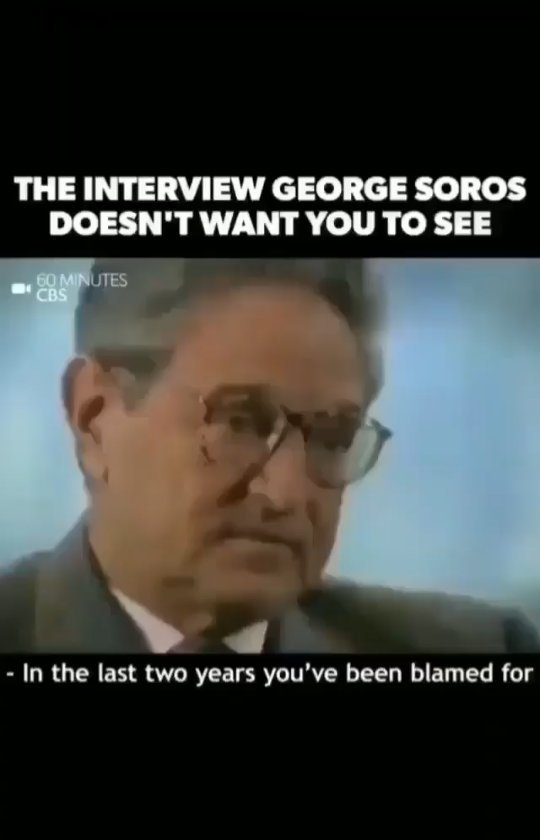 THE INTERVIEW GEORGE SOROS
DOESN'T WANT YOU TO SEE
60 MINUTES
CBS
- In the last two years you've been blamed for